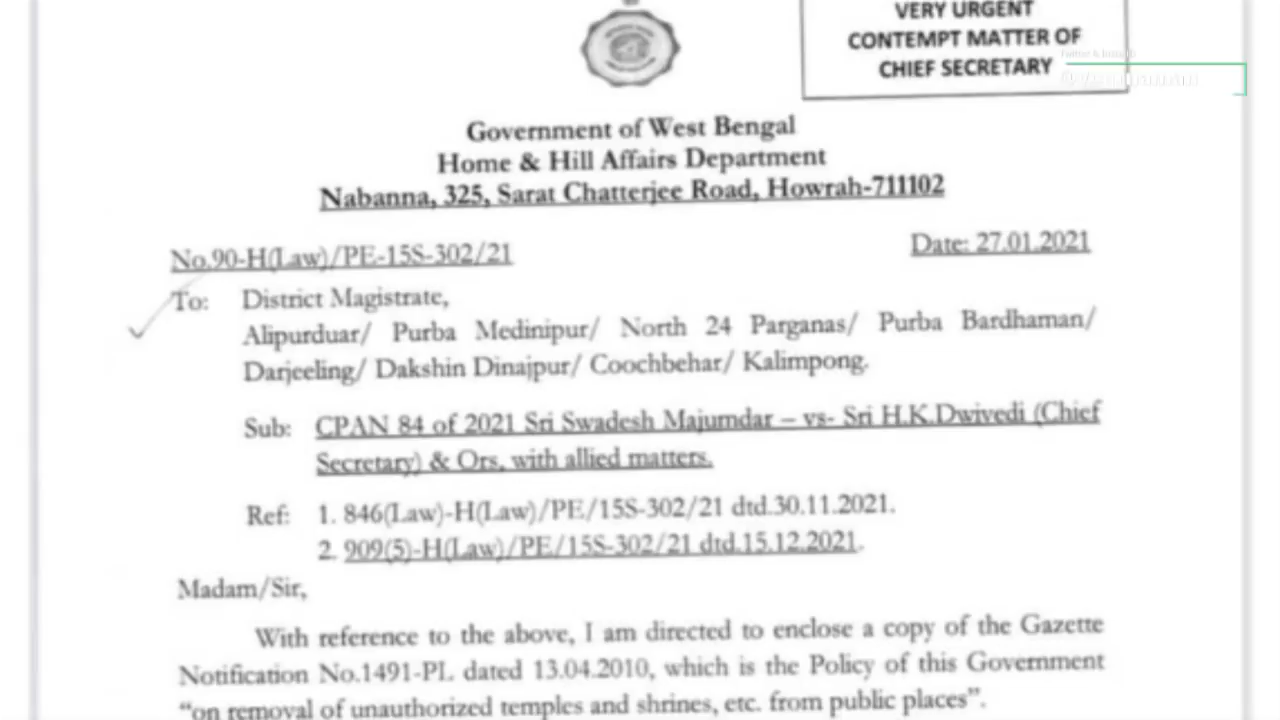 VERY URGENT
CONTEMPT MATTER OF
CHIEF SECRETARY
Government of West Bengal
Home & Hill Affairs Department
Nabanna, 325, Sarat Chatterjee Road, Howrah-711102
No.90-H(Law)/PE-15S-302/21
Date: 27.01.2021
To: District Magistrate,
Alipurduar/ Purba Medinipur/ North 24 Parganas/ Purba Bardhaman/
Darjeeling/ Dakshin Dinajpur/ Coochbehar/ Kalimpong.
Sub: CPAN 84 of 2021 Sri Swadesh Majumdar – vs- Sri H.K.Dwivedi (Chief
Secretary) & Ors, with allied matters.
Ref: 1. 846(Law)-H(Law)/PE/15S-302/21 dtd.30.11.2021.
2. 909(5)-H(Law)/PE/15S-302/21 dtd.15.12.2021.
Madam/Sir,
With reference to the above, I am directed to enclose a copy of the Gazette
Notification No.1491-PL dated 13.04.2010, which is the Policy of this Government
“on removal of unauthorized temples and shrines, etc. from public places”.